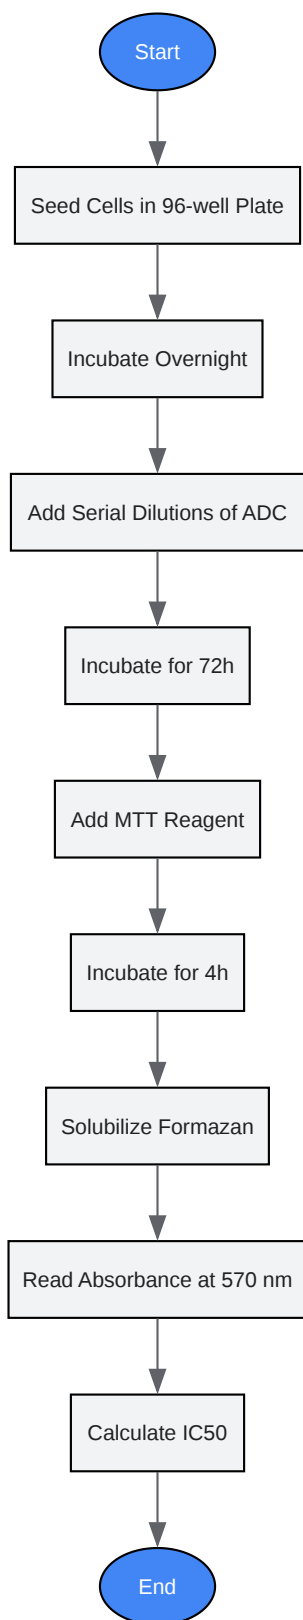 Start
Seed Cells in 96-well Plate
Incubate Overnight
Add Serial Dilutions of ADC
Incubate for 72h
Add MTT Reagent
Incubate for 4h
Solubilize Formazan
Read Absorbance at 570 nm
Calculate IC50
End